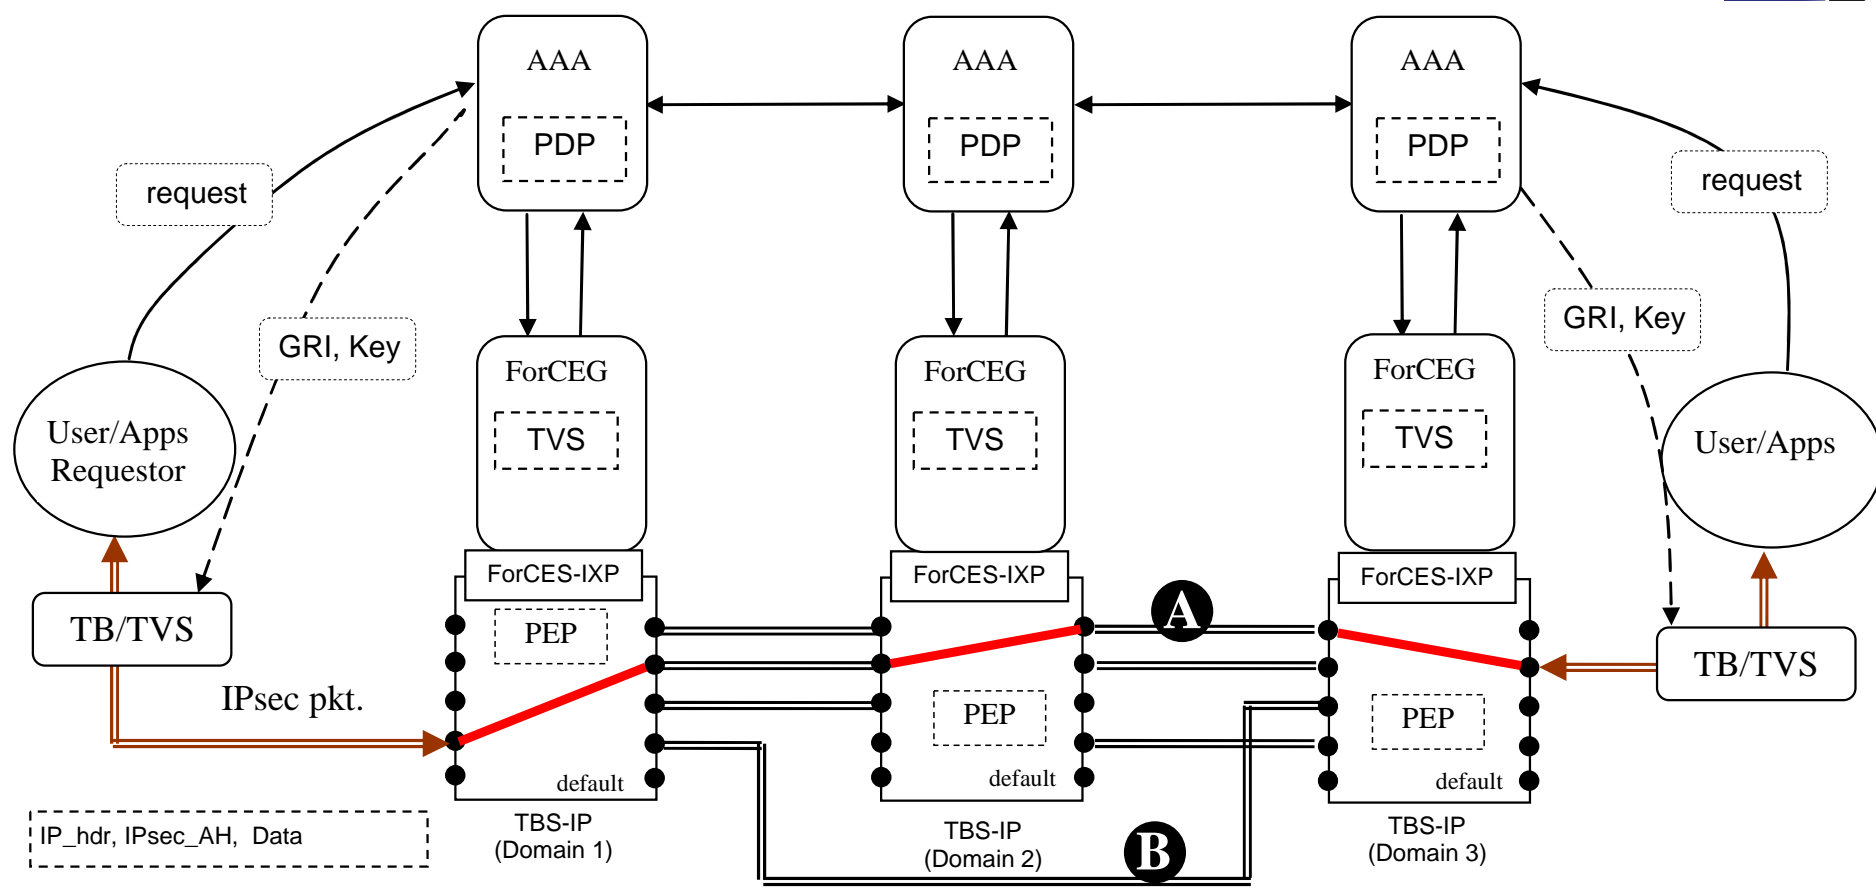 AAA
AAA
AAA
PDP
PDP
PDP
request
request
GRI, Key
GRI, Key
ForCEG
ForCEG
ForCEG
TVS
TVS
TVS
User/Apps
Requestor
User/Apps
ForCES-IXP
ForCES-IXP
ForCES-IXP
TB/TVS
PEP
A
TB/TVS
IPsec pkt.
PEP
PEP
default
default
default
IP_hdr, IPsec_AH, Data
TBS-IP
(Domain 1)
TBS-IP
(Domain 2)
B
TBS-IP
(Domain 3)